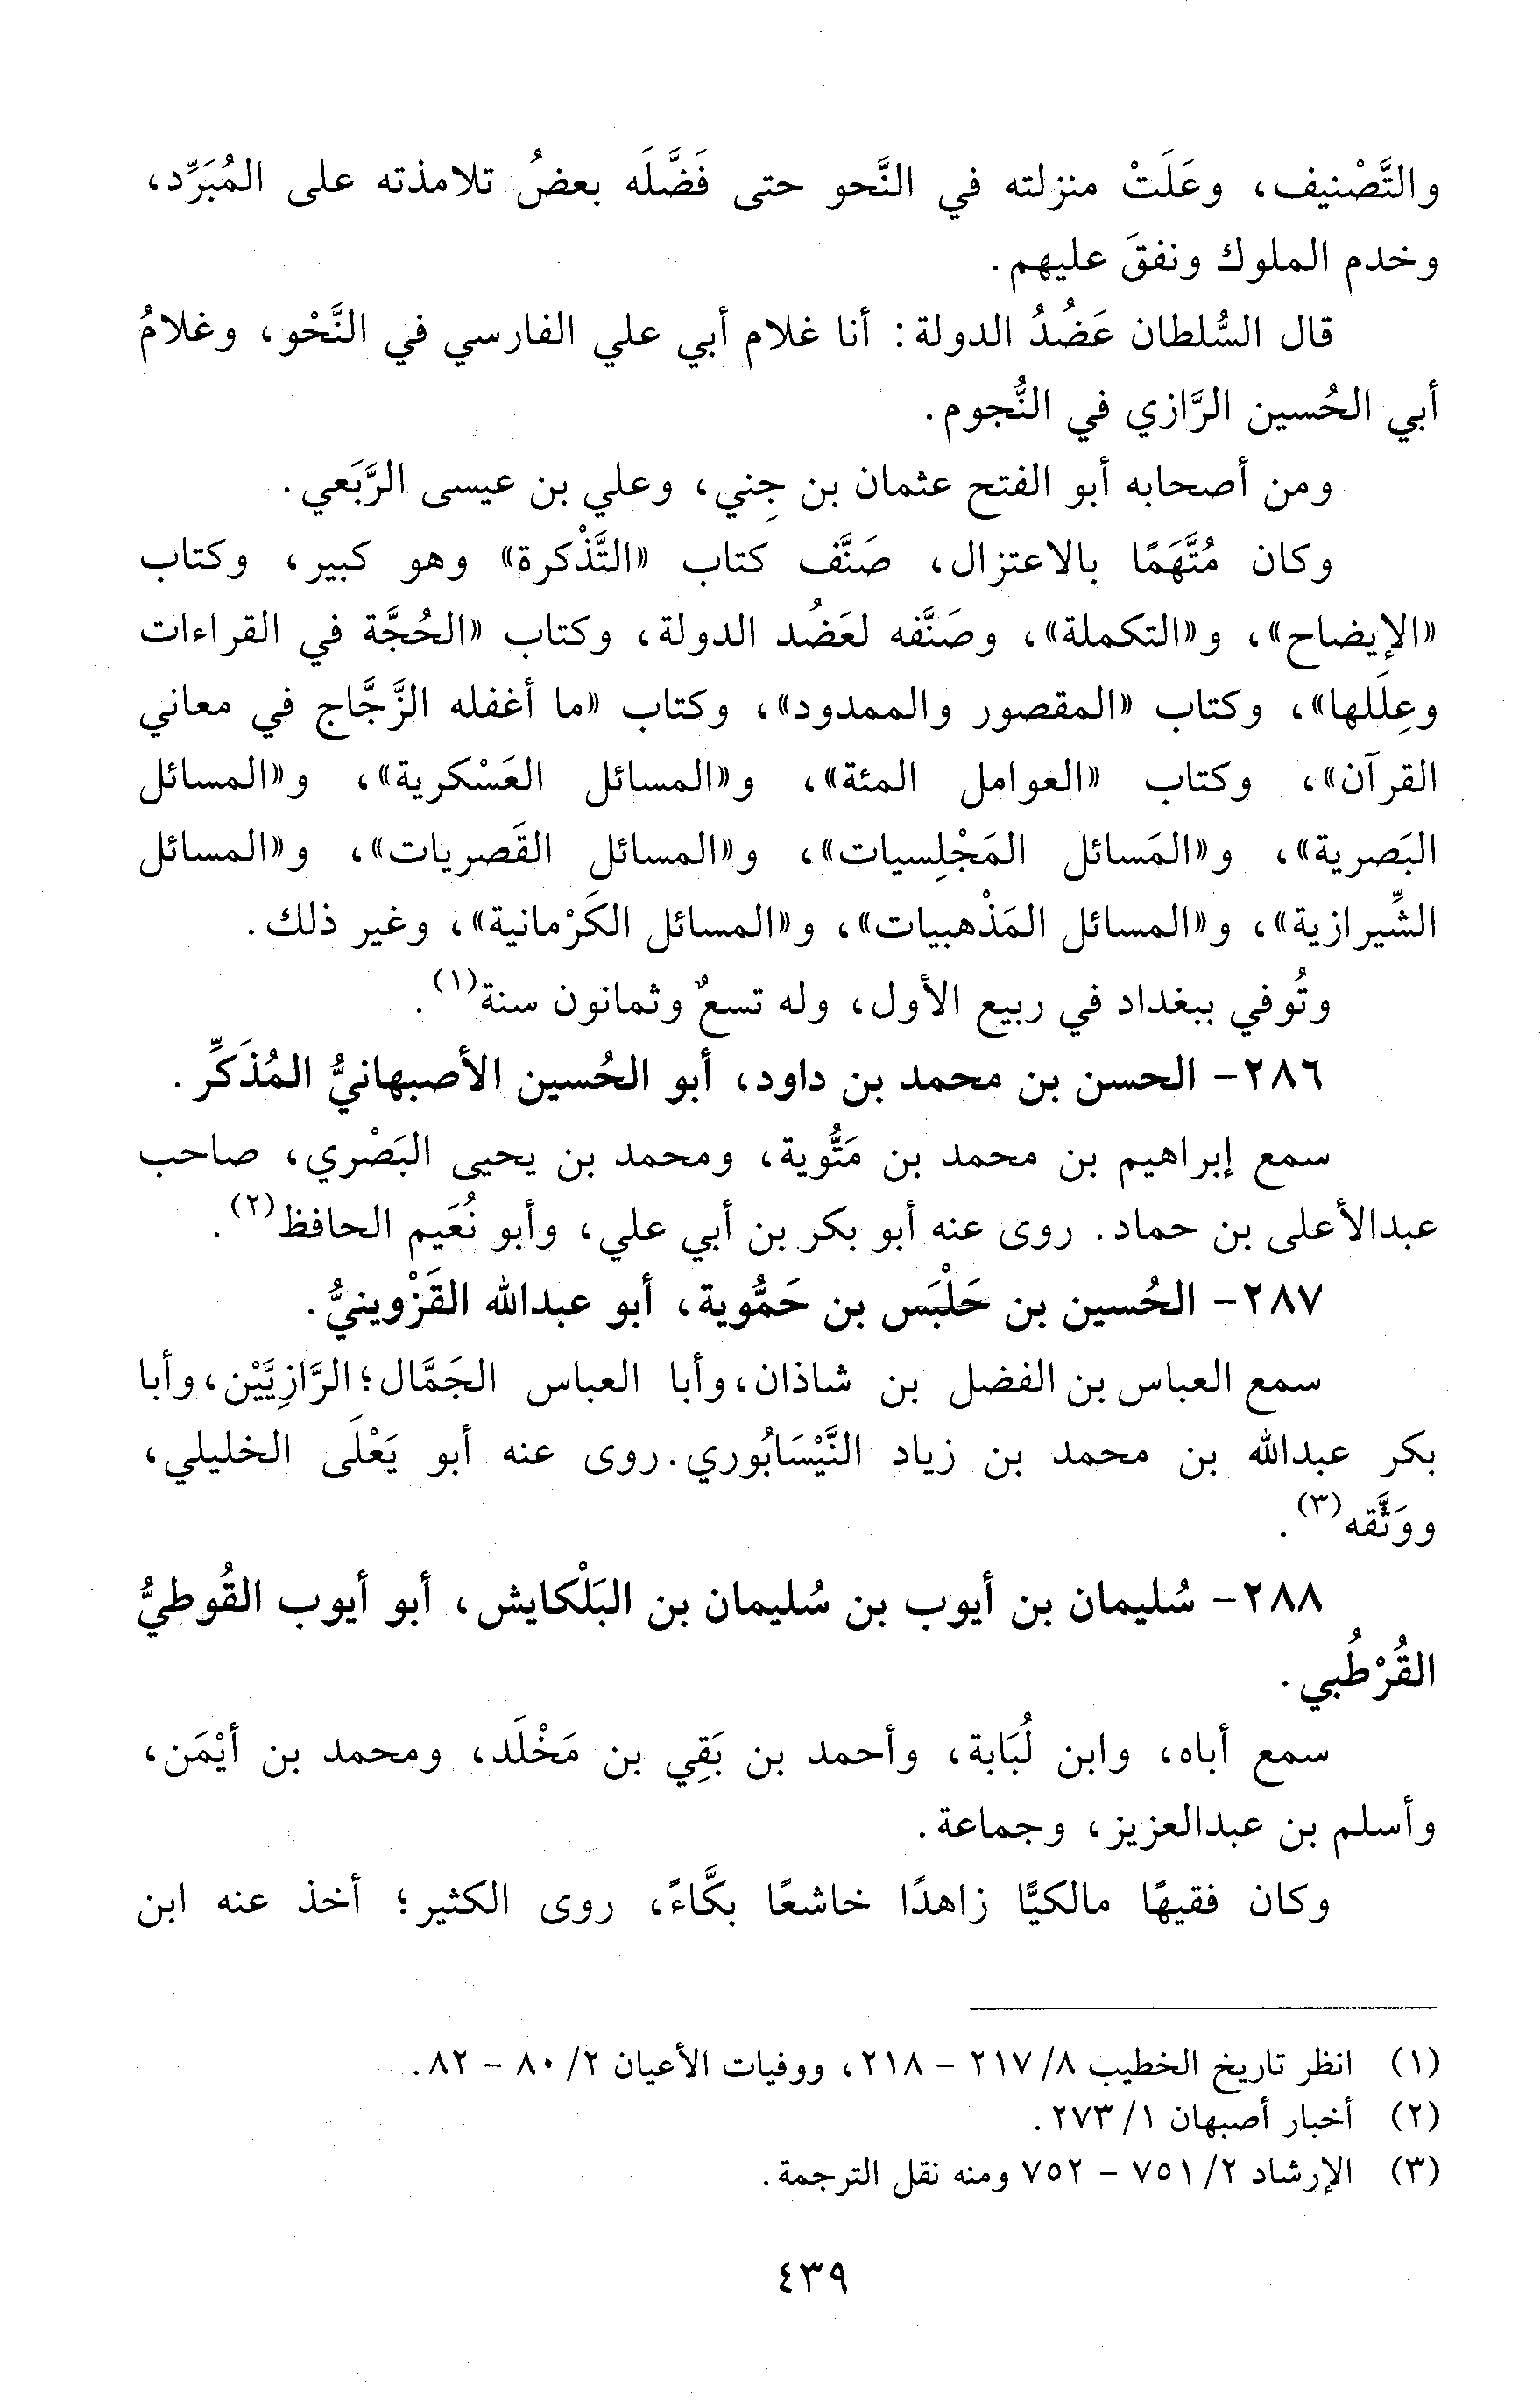 والتَّصْنيف، وعَلَتْ منزلته في النَّحو حتى فَضَّلَه بعضُ تلامذته على المُبَرِّد،
وخدم الملوك ونفقَ عليهم.
قال السُّلطان عَضُدُ الدولة: أنا غلام أبي علي الفارسي في النَّحْو، وغلامُ
أبي الحُسين الرَّازي في النُّجوم.
ومن أصحابه أبو الفتح عثمان بن جِني، وعلي بن عيسى الرَّبَعي.
وكان مُتَّهَمًا بالاعتزال، صَنَّف كتاب «التَّذْكرة» وهو كبير، وكتاب
«الإيضاح»، و«التكملة»، وصَنَّفه لعَضُد الدولة، وكتاب «الحُجَّة في القراءات
وعِلَلها»، وكتاب «المقصور والممدود»، وكتاب «ما أغفله الزَّجَّاج في معاني
القرآن»، وكتاب «العوامل المئة»، و«المسائل العَسْكرية»، و«المسائل
البَصرية»، و«المَسائل المَجْلِسيات»، و«المسائل القَصريات»، و«المسائل
الشِّيرازية»، و«المسائل المَذْهبيات»، و«المسائل الكَرْمانية»، وغير ذلك.
وتُوفي ببغداد في ربيع الأول، وله تسعٌ وثمانون سنة(١).
٢٨٦- الحسن بن محمد بن داود، أبو الحُسين الأصبهانيُّ المُذَكِّر.
سمع إبراهيم بن محمد بن مَتُّوية، ومحمد بن يحيى البَصْري، صاحب
عبدالأعلى بن حماد. روى عنه أبو بكر بن أبي علي، وأبو نُعَيم الحافظ(٢).
٢٨٧- الحُسين بن حَلْبَس بن حَمُّوية، أبو عبدالله القَزْوينيُّ.
سمع العباس بن الفضل بن شاذان، وأبا العباس الجَمَّال؛ الرَّازِيَّيْن، وأبا
بكر عبدالله بن محمد بن زياد النَّيْسَابُوري. روى عنه أبو يَعْلَى الخليلي،
ووَثَّقه(٣).
٢٨٨- سُليمان بن أيوب بن سُليمان بن البَلْكايش، أبو أيوب القُوطيُّ
القُرْطُبي.
سمع أباه، وابن لُبَابة، وأحمد بن بَقِي بن مَخْلَد، ومحمد بن أيْمَن،
وأسلم بن عبدالعزيز، وجماعة.
وكان فقيهًا مالكيًّا زاهدًا خاشعًا بكَّاءً، روى الكثير؛ أخذ عنه ابن
(١) انظر تاريخ الخطيب ٨/ ٢١٧ - ٢١٨، ووفيات الأعيان ٢/ ٨٠ - ٨٢.
(٢) أخبار أصبهان ١/ ٢٧٣.
(٣) الإرشاد ٢/ ٧٥١ - ٧٥٢ ومنه نقل الترجمة.
٤٣٩